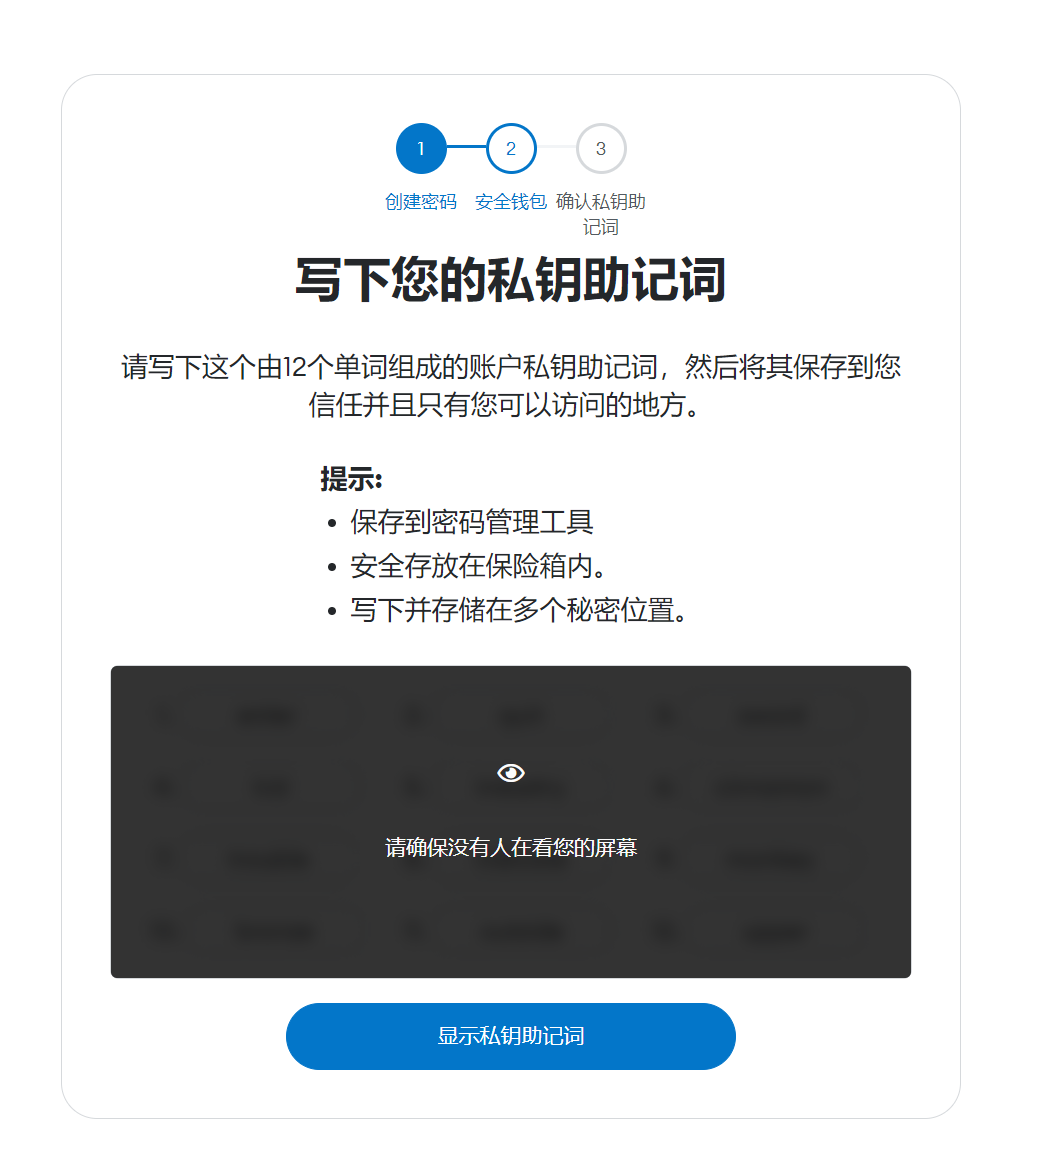 1 2 3
创建密码 安全钱包 确认私钥助
记词
写下您的私钥助记词
请写下这个由12个单词组成的账户私钥助记词，然后将其保存到您
信任并且只有您可以访问的地方。
提示:
• 保存到密码管理工具
• 安全存放在保险箱内。
• 写下并存储在多个秘密位置。
请确保没有人在看您的屏幕
显示私钥助记词